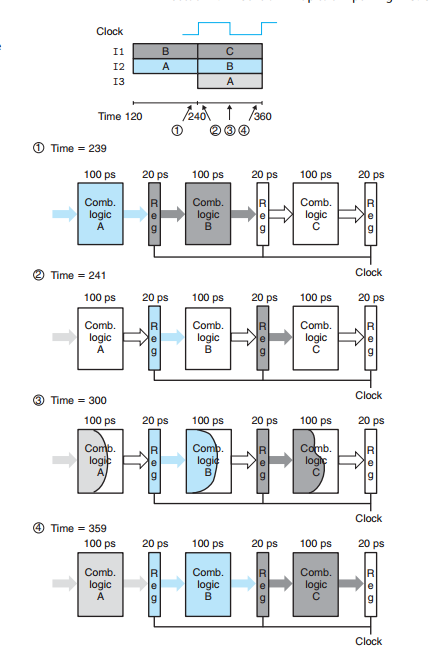 Clock
I1 B C
I2 A B
I3 A
Time 120 240 360
① ② ③ ④
① Time = 239
100 ps 20 ps 100 ps 20 ps 100 ps 20 ps
Comb. logic A Reg Comb. logic B Reg Comb. logic C Reg
Clock
② Time = 241
100 ps 20 ps 100 ps 20 ps 100 ps 20 ps
Comb. logic A Reg Comb. logic B Reg Comb. logic C Reg
Clock
③ Time = 300
100 ps 20 ps 100 ps 20 ps 100 ps 20 ps
Comb. logic A Reg Comb. logic B Reg Comb. logic C Reg
Clock
④ Time = 359
100 ps 20 ps 100 ps 20 ps 100 ps 20 ps
Comb. logic A Reg Comb. logic B Reg Comb. logic C Reg
Clock